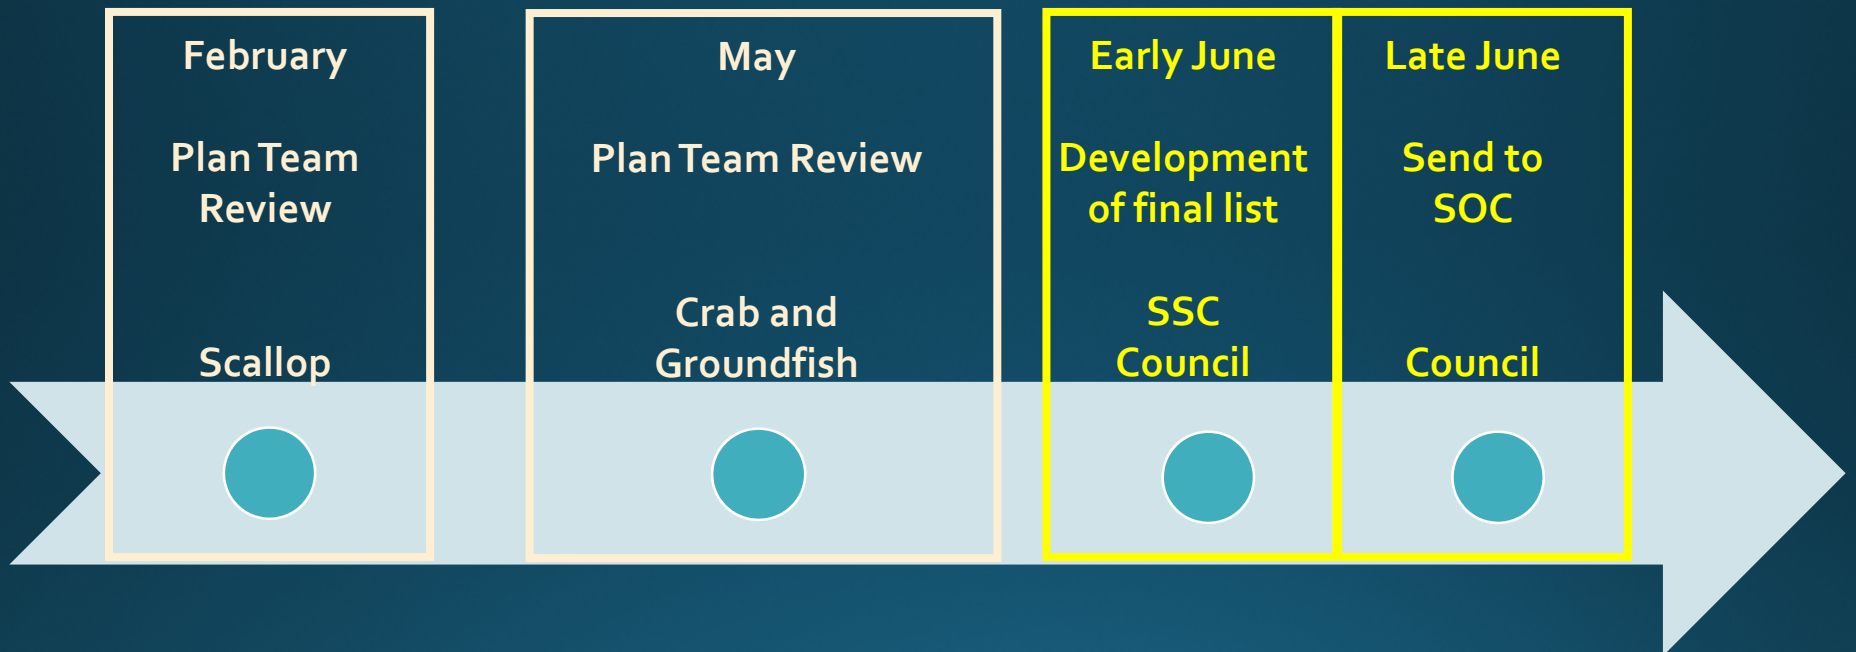 February
Plan Team
Review
Scallop
May
Plan Team Review
Crab and
Groundfish
Early June
Development
of final list
SSC
Council
Late June
Send to
SOC
Council